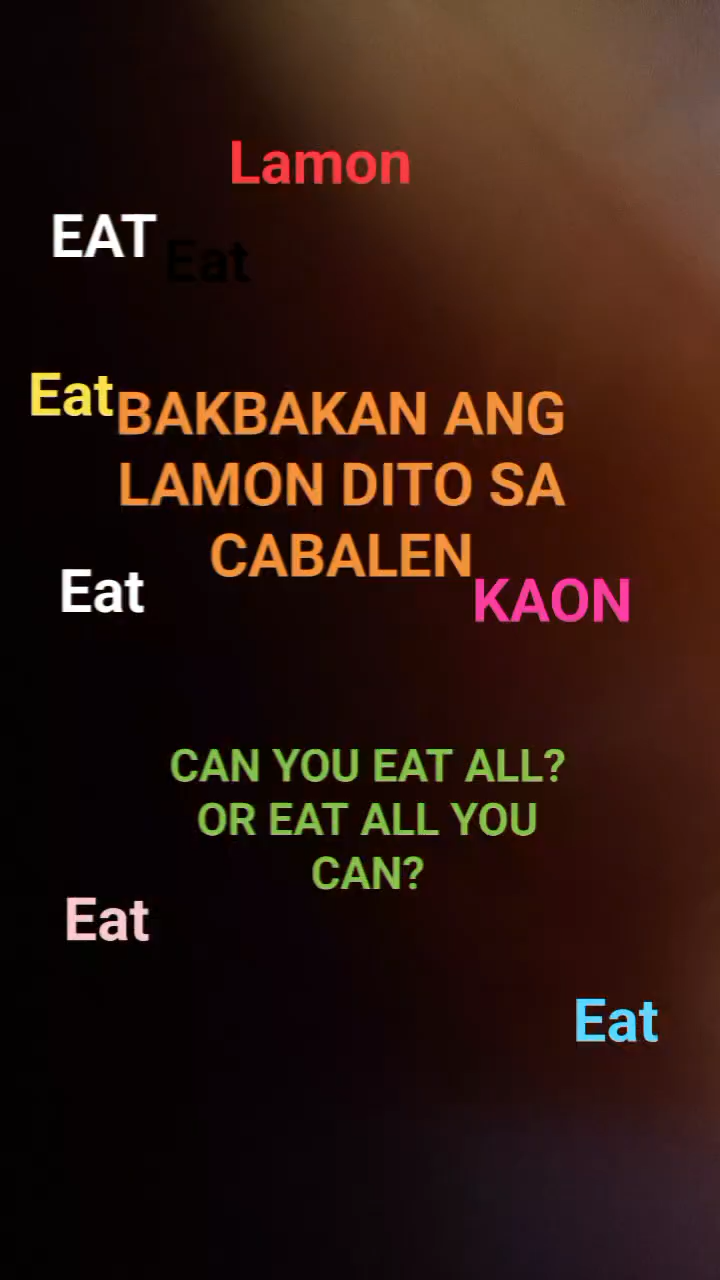 Lamon
EAT
Eat
Eat
BAKBAKAN ANG
LAMON DITO SA
CABALEN
Eat
KAON
CAN YOU EAT ALL?
OR EAT ALL YOU
CAN?
Eat
Eat